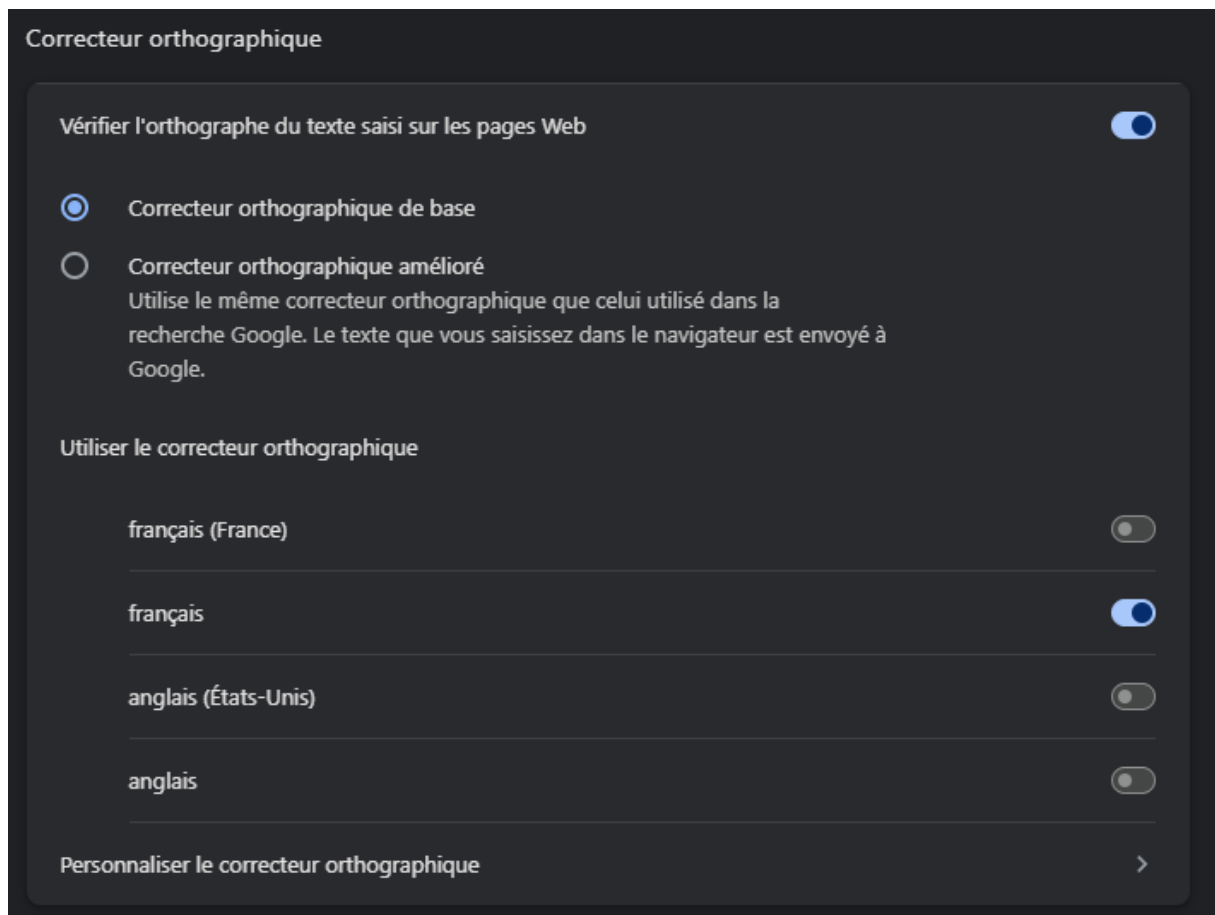 Correcteur orthographique
Vérifier l'orthographe du texte saisi sur les pages Web
Correcteur orthographique de base
Correcteur orthographique amélioré
Utilise le même correcteur orthographique que celui utilisé dans la
recherche Google. Le texte que vous saisissez dans le navigateur est envoyé à
Google.
Utiliser le correcteur orthographique
français (France)
français
anglais (États-Unis)
anglais
Personnaliser le correcteur orthographique